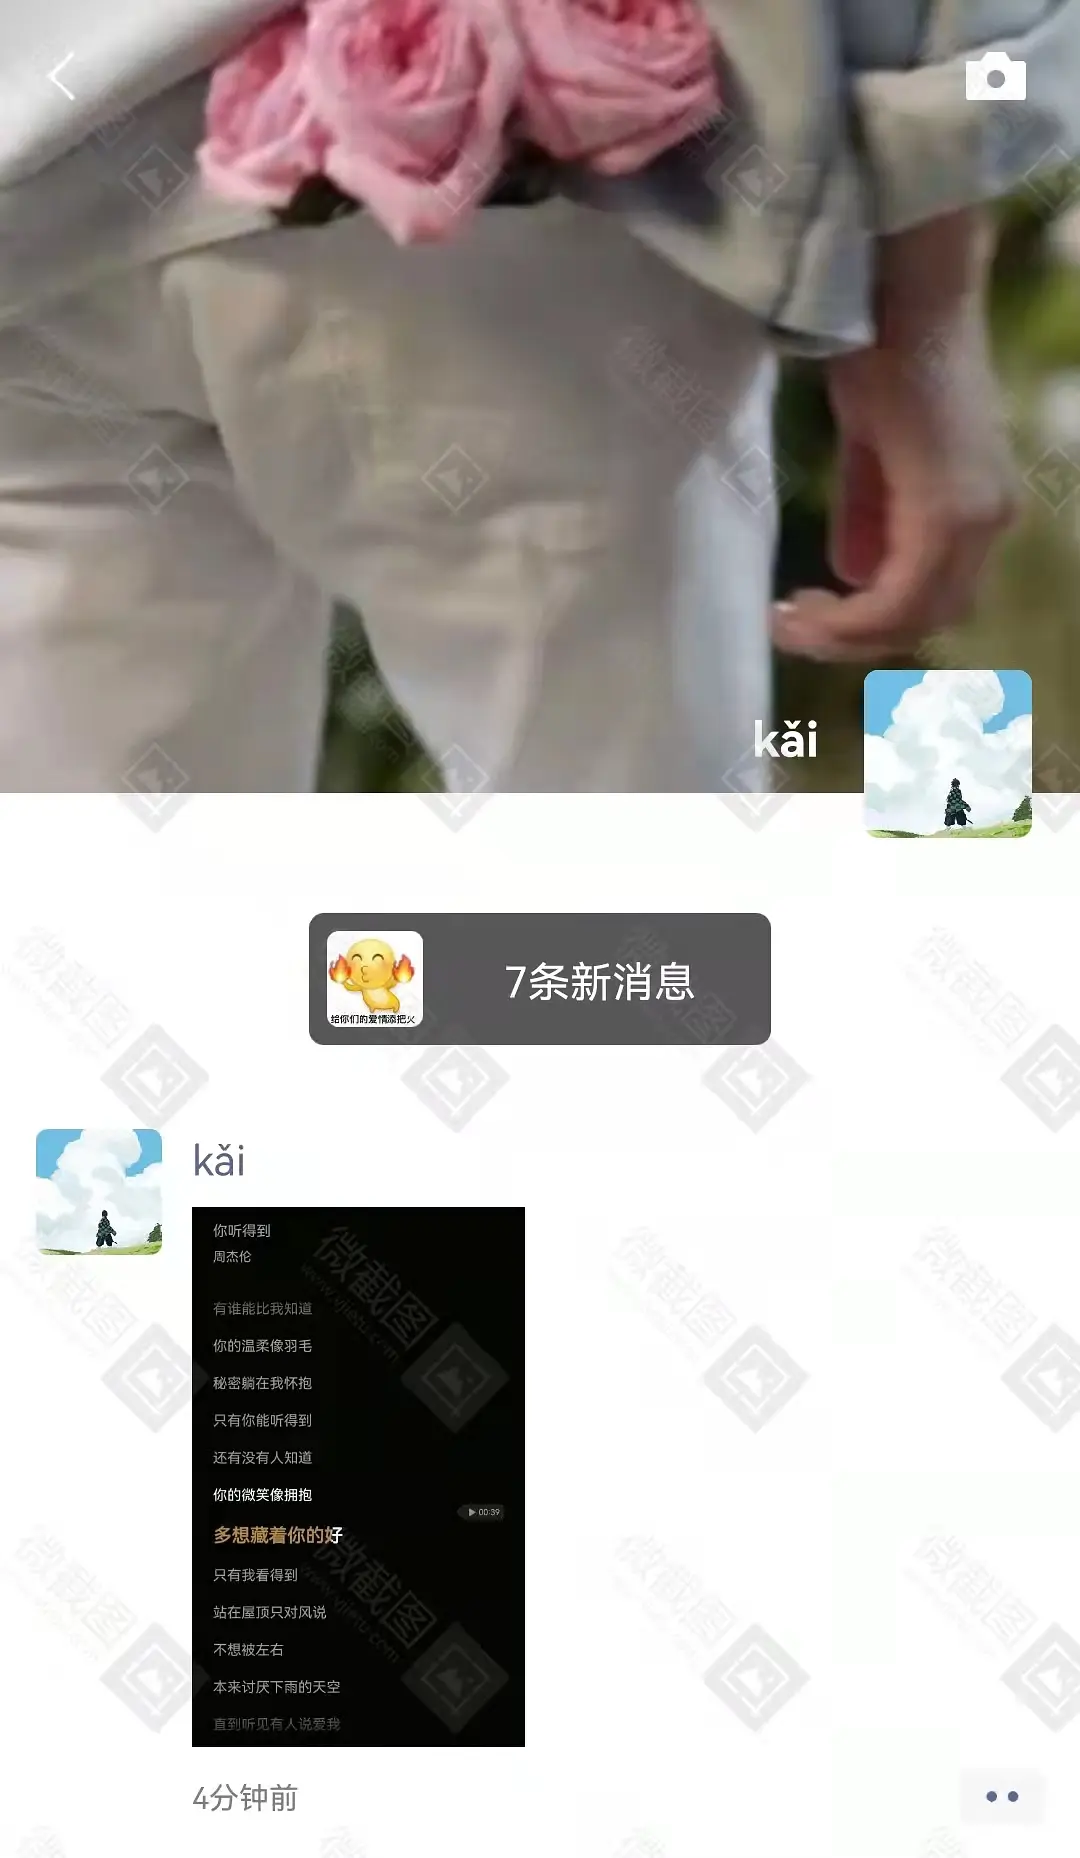 kǎi
7条新消息
给你们的爱情添把火
kǎi
你听得到
周杰伦
有谁能比我知道
你的温柔像羽毛
秘密躺在我怀抱
只有你能听得到
还有没有人知道
你的微笑像拥抱
00:39
多想藏着你的好
只有我看得到
站在屋顶只对风说
不想被左右
本来讨厌下雨的天空
直到听见有人说爱我
4分钟前
微截图
www.vjietu.com